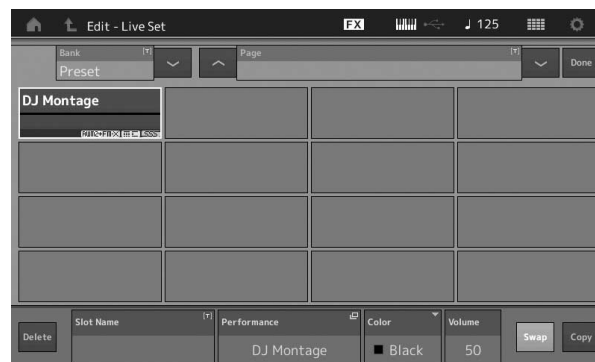 Edit - Live Set FX 125
Bank [T] Page [T]
Preset Done
DJ Montage
Slot Name [T] Performance Color Volume
Delete Swap Copy
DJ Montage Black 50